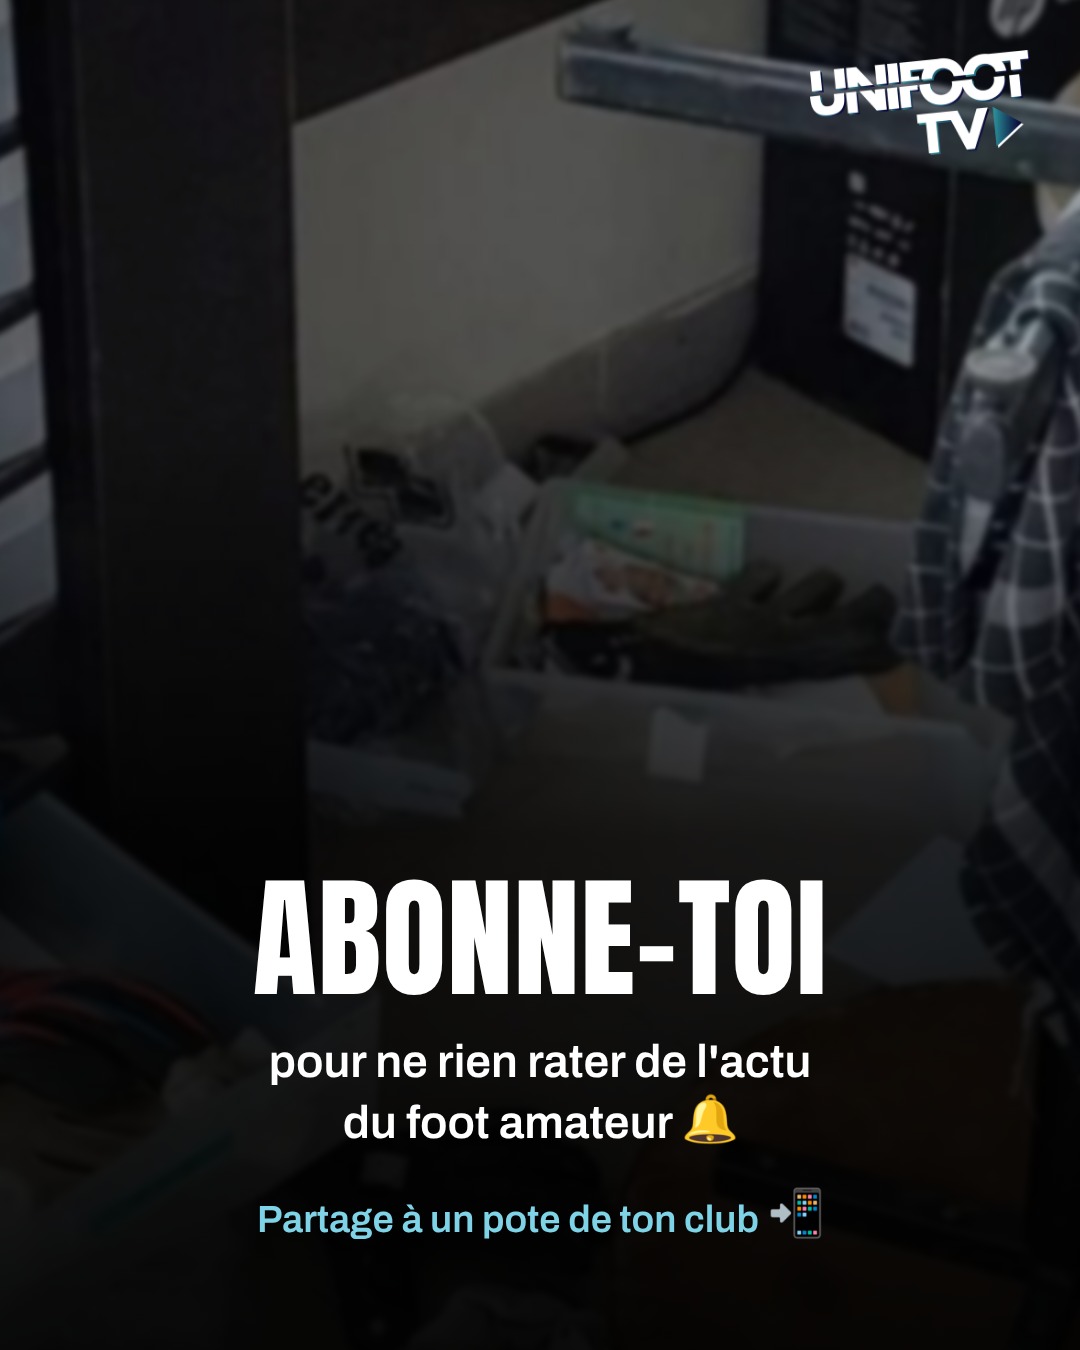 UNIFOOT
TV
ABONNE-TOI
pour ne rien rater de l'actu
du foot amateur 🔔
Partage à un pote de ton club 📲